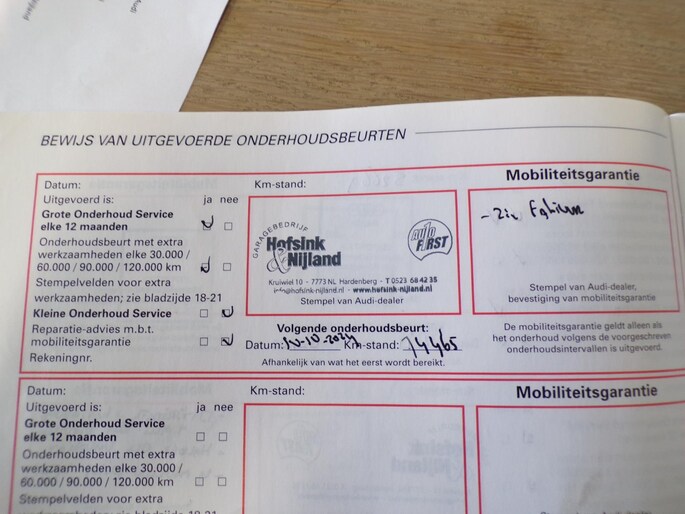 BEWIJS VAN UITGEVOERDE ONDERHOUDSBEURTEN
Datum:
Km-stand:
Mobiliteitsgarantie
Uitgevoerd is: ja nee
Grote Onderhoud Service
elke 12 maanden
Onderhoudsbeurt met extra
werkzaamheden elke 30.000 /
60.000 / 90.000 / 120.000 km
Stempelvelden voor extra
werkzaamheden; zie bladzijde 18-21
Kleine Onderhoud Service
Reparatie-advies m.b.t.
mobiliteitsgarantie
Rekeningnr.
GARAGEBEDRIJF
Hofsink
& Nijland
auto
FIRST
Kruiwiel 10 - 7773 NL Hardenberg - T 0523 684235
info@hofsink-nijland.nl - www.hofsink-nijland.nl
Stempel van Audi-dealer
Volgende onderhoudsbeurt:
Datum: Km-stand: 74465
Afhankelijk van wat het eerst wordt bereikt.
Stempel van Audi-dealer,
bevestiging van mobiliteitsgarantie
De mobiliteitsgarantie geldt alleen als
het onderhoud volgens de voorgeschreven
onderhoudsintervallen is uitgevoerd.
Datum:
Km-stand:
Mobiliteitsgarantie
Uitgevoerd is: ja nee
Grote Onderhoud Service
elke 12 maanden
Onderhoudsbeurt met extra
werkzaamheden elke 30.000 /
60.000 / 90.000 / 120.000 km
Stempelvelden voor extra